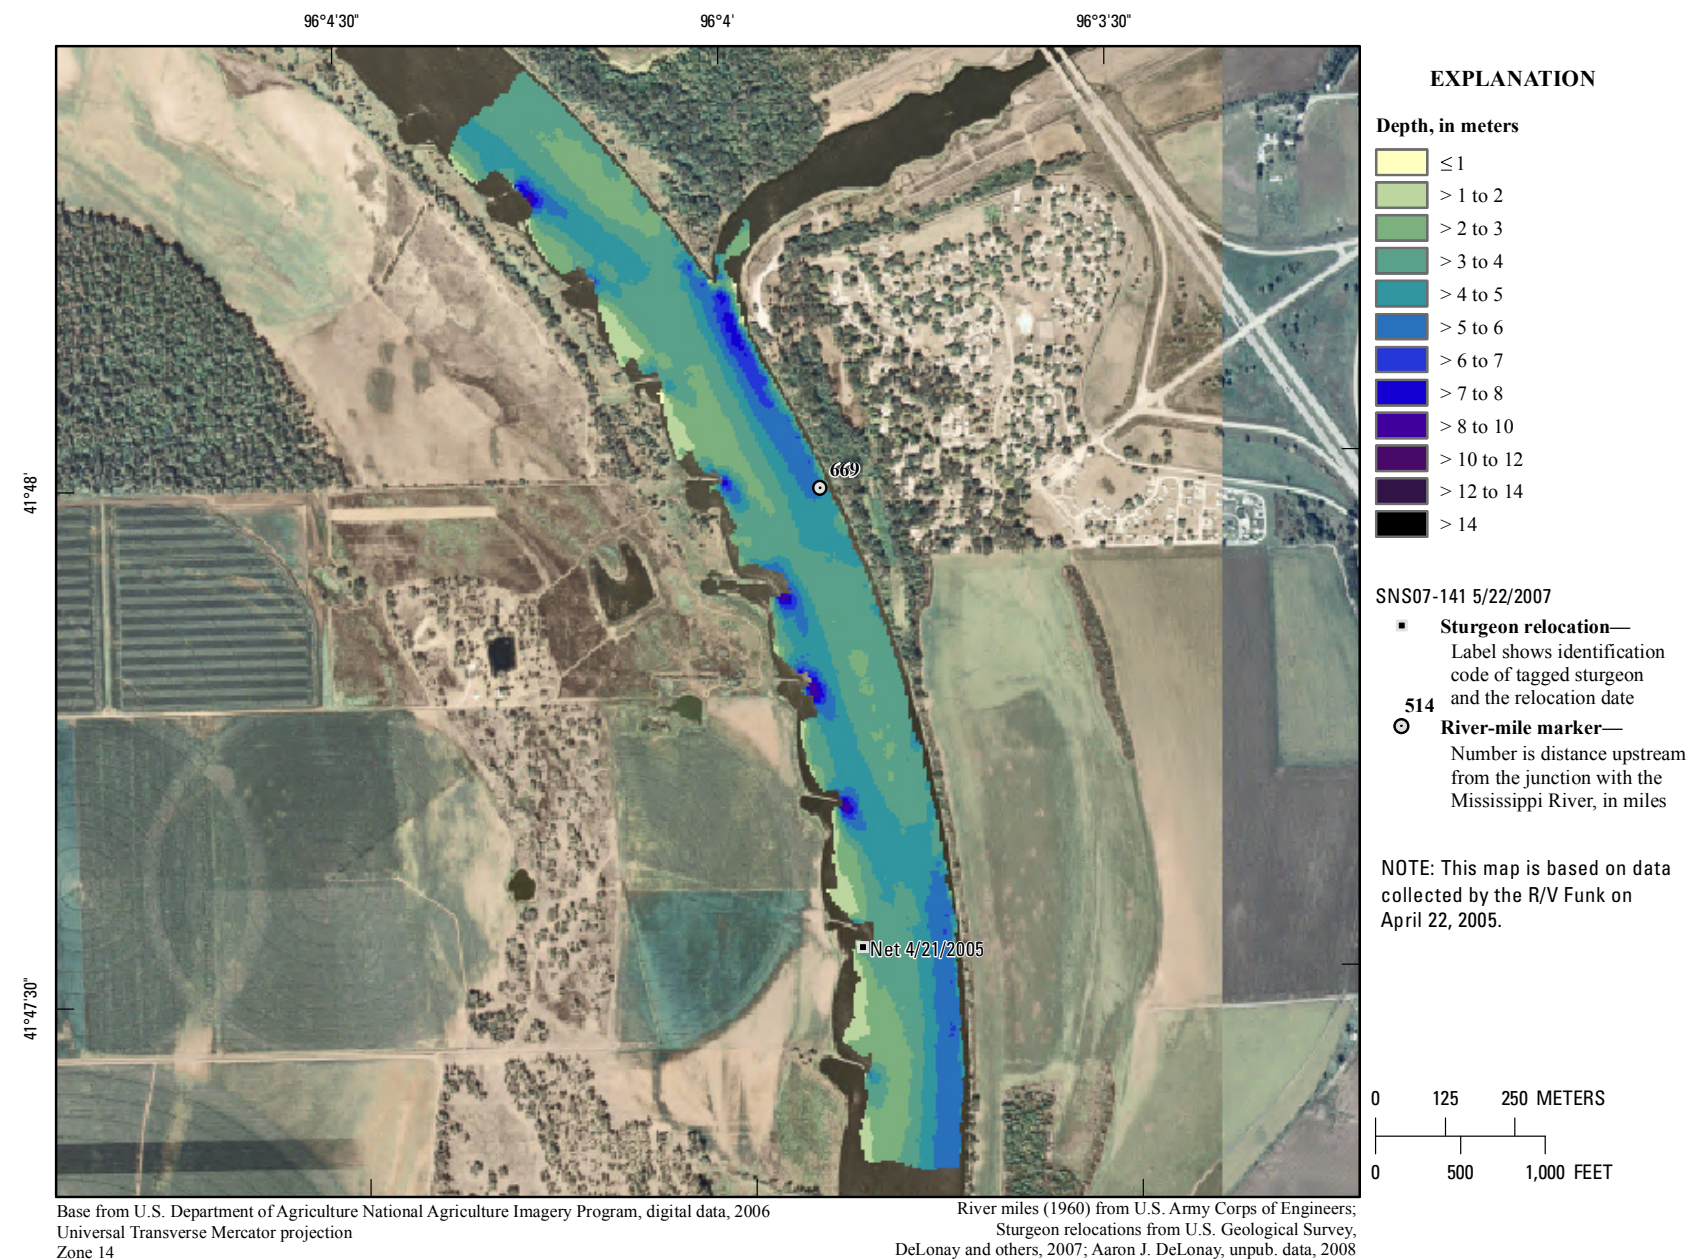 96°4'30"
96°4'
96°3'30"
41°48'
41°47'30"
669
Net 4/21/2005
EXPLANATION
Depth, in meters
≤ 1
> 1 to 2
> 2 to 3
> 3 to 4
> 4 to 5
> 5 to 6
> 6 to 7
> 7 to 8
> 8 to 10
> 10 to 12
> 12 to 14
> 14
SNS07-141 5/22/2007
Sturgeon relocation—
Label shows identification
code of tagged sturgeon
and the relocation date
514
River-mile marker—
Number is distance upstream
from the junction with the
Mississippi River, in miles
NOTE: This map is based on data
collected by the R/V Funk on
April 22, 2005.
0 125 250 METERS
0 500 1,000 FEET
Base from U.S. Department of Agriculture National Agriculture Imagery Program, digital data, 2006
Universal Transverse Mercator projection
Zone 14
River miles (1960) from U.S. Army Corps of Engineers;
Sturgeon relocations from U.S. Geological Survey,
DeLonay and others, 2007; Aaron J. DeLonay, unpub. data, 2008